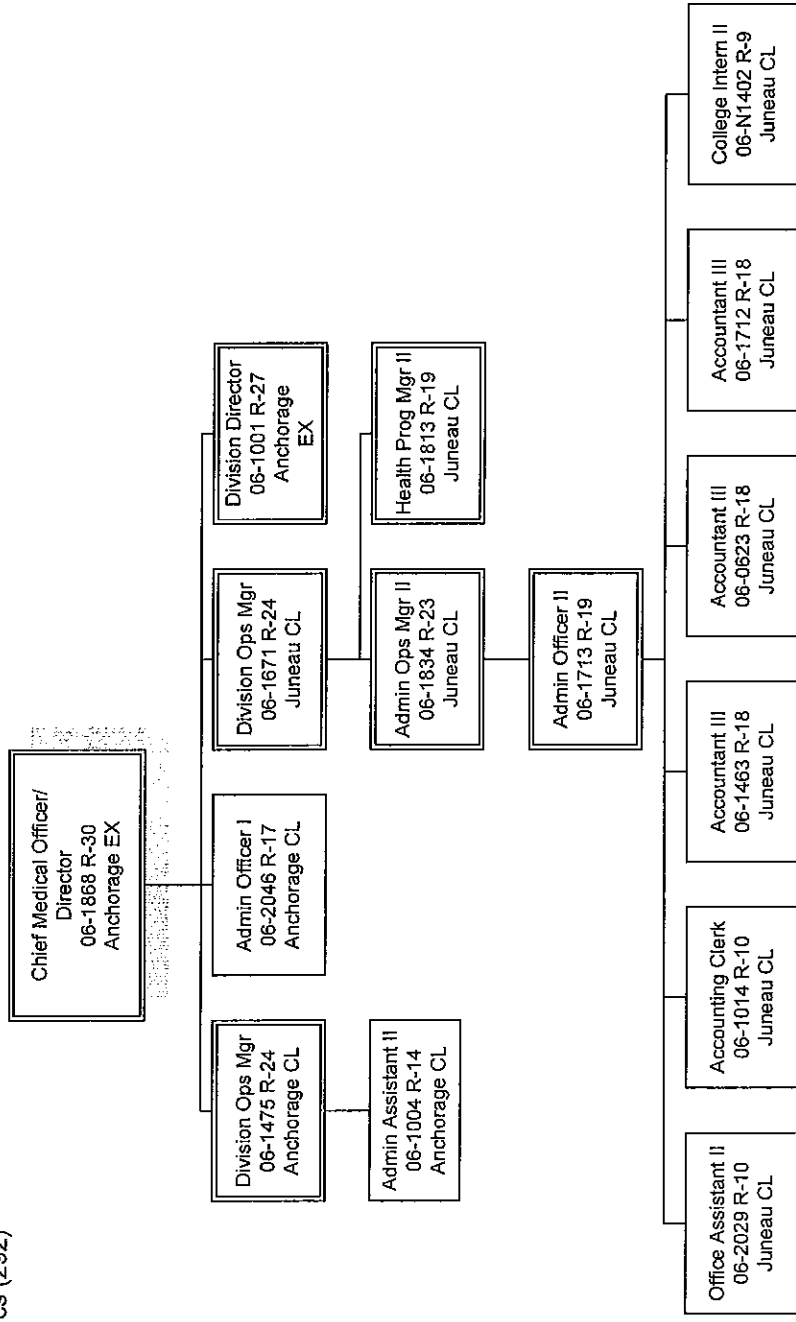 cs (292)
Chief Medical Officer/
Director
06-1868 R-30
Anchorage EX
Division Ops Mgr
06-1475 R-24
Anchorage CL
Admin Officer I
06-2046 R-17
Anchorage CL
Division Ops Mgr
06-1671 R-24
Juneau CL
Division Director
06-1001 R-27
Anchorage
EX
Admin Assistant II
06-1004 R-14
Anchorage CL
Admin Ops Mgr II
06-1834 R-23
Juneau CL
Health Prog Mgr II
06-1813 R-19
Juneau CL
Admin Officer II
06-1713 R-19
Juneau CL
Office Assistant II
06-2029 R-10
Juneau CL
Accounting Clerk
06-1014 R-10
Juneau CL
Accountant III
06-1463 R-18
Juneau CL
Accountant III
06-0623 R-18
Juneau CL
Accountant III
06-1712 R-18
Juneau CL
College Intern II
06-N1402 R-9
Juneau CL